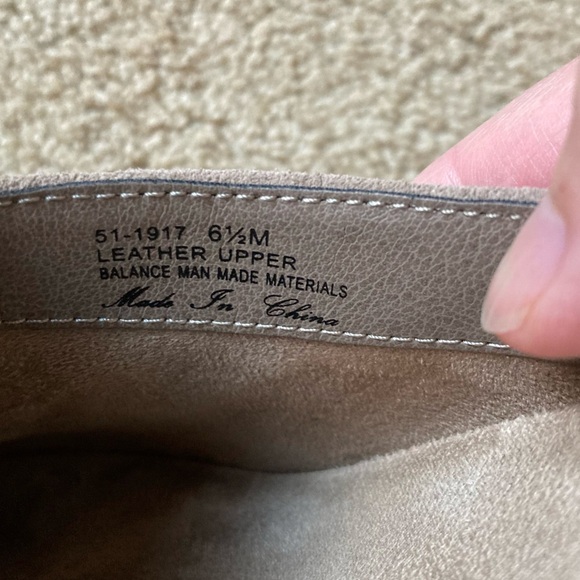 51-1917 6½M
LEATHER UPPER
BALANCE MAN MADE MATERIALS
Made In China